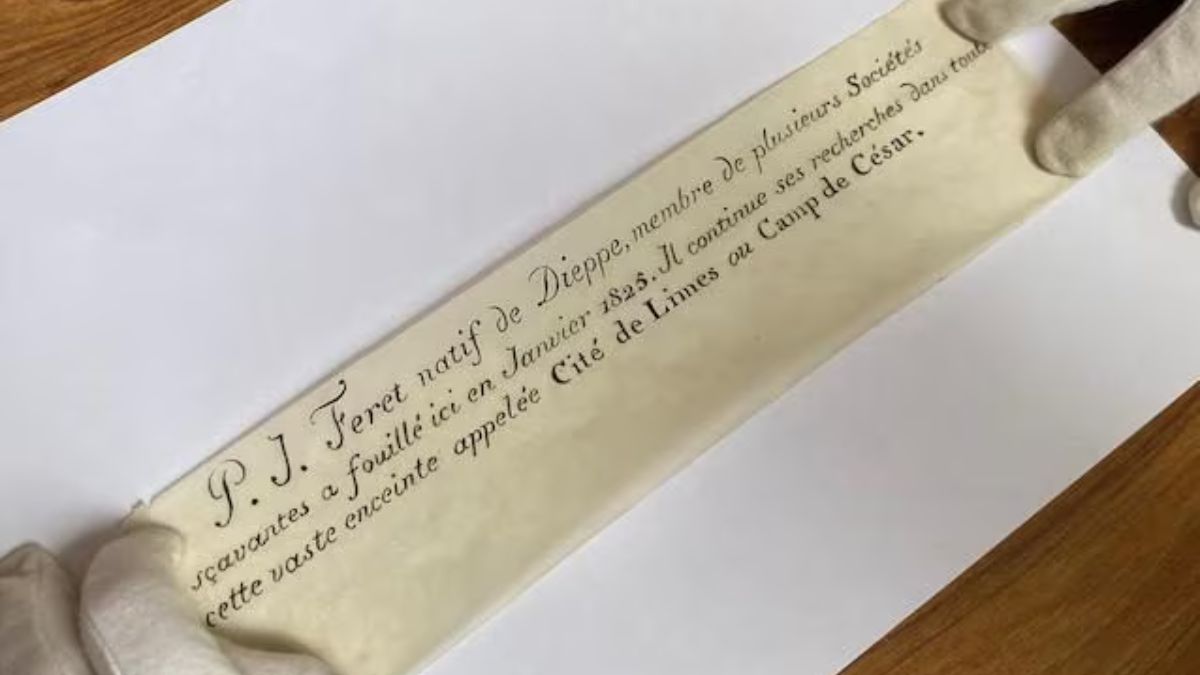 P. J. Feret natif de Dieppe, membre de plusieurs Sociétés
sçavantes a fouillé ici en Janvier 1825. Il continue ses recherches dans toute
cette vaste enceinte appelée Cité de Limes ou Camp de César.